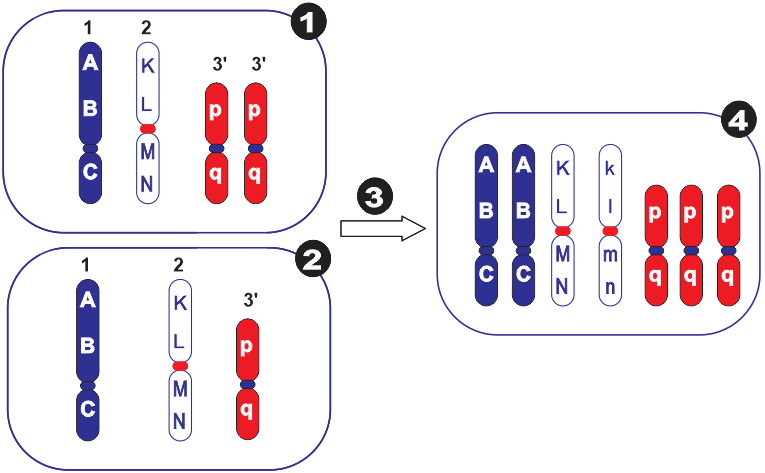 1
1 2
3' 3'
A K
B L p p
C M q q
N
2
1 2
3'
A K
B L p
C M q
N
3
4
A A K k
B B L l p p p
C C M m q q q
N n